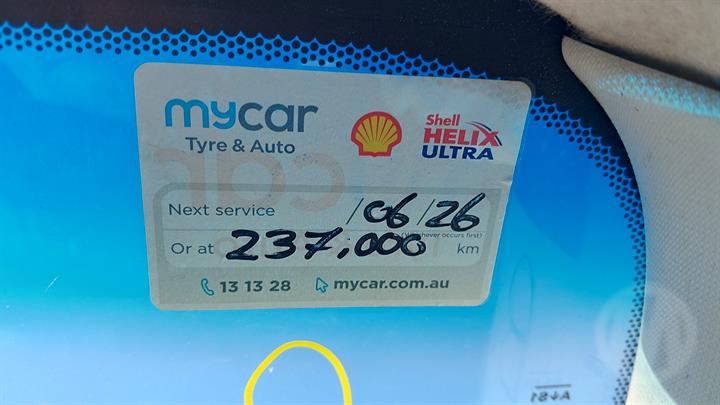 mycar
Tyre & Auto
Shell
HELIX
ULTRA
Next service /06/26
(Whichever occurs first)
Or at 237,000 km
13 13 28 mycar.com.au